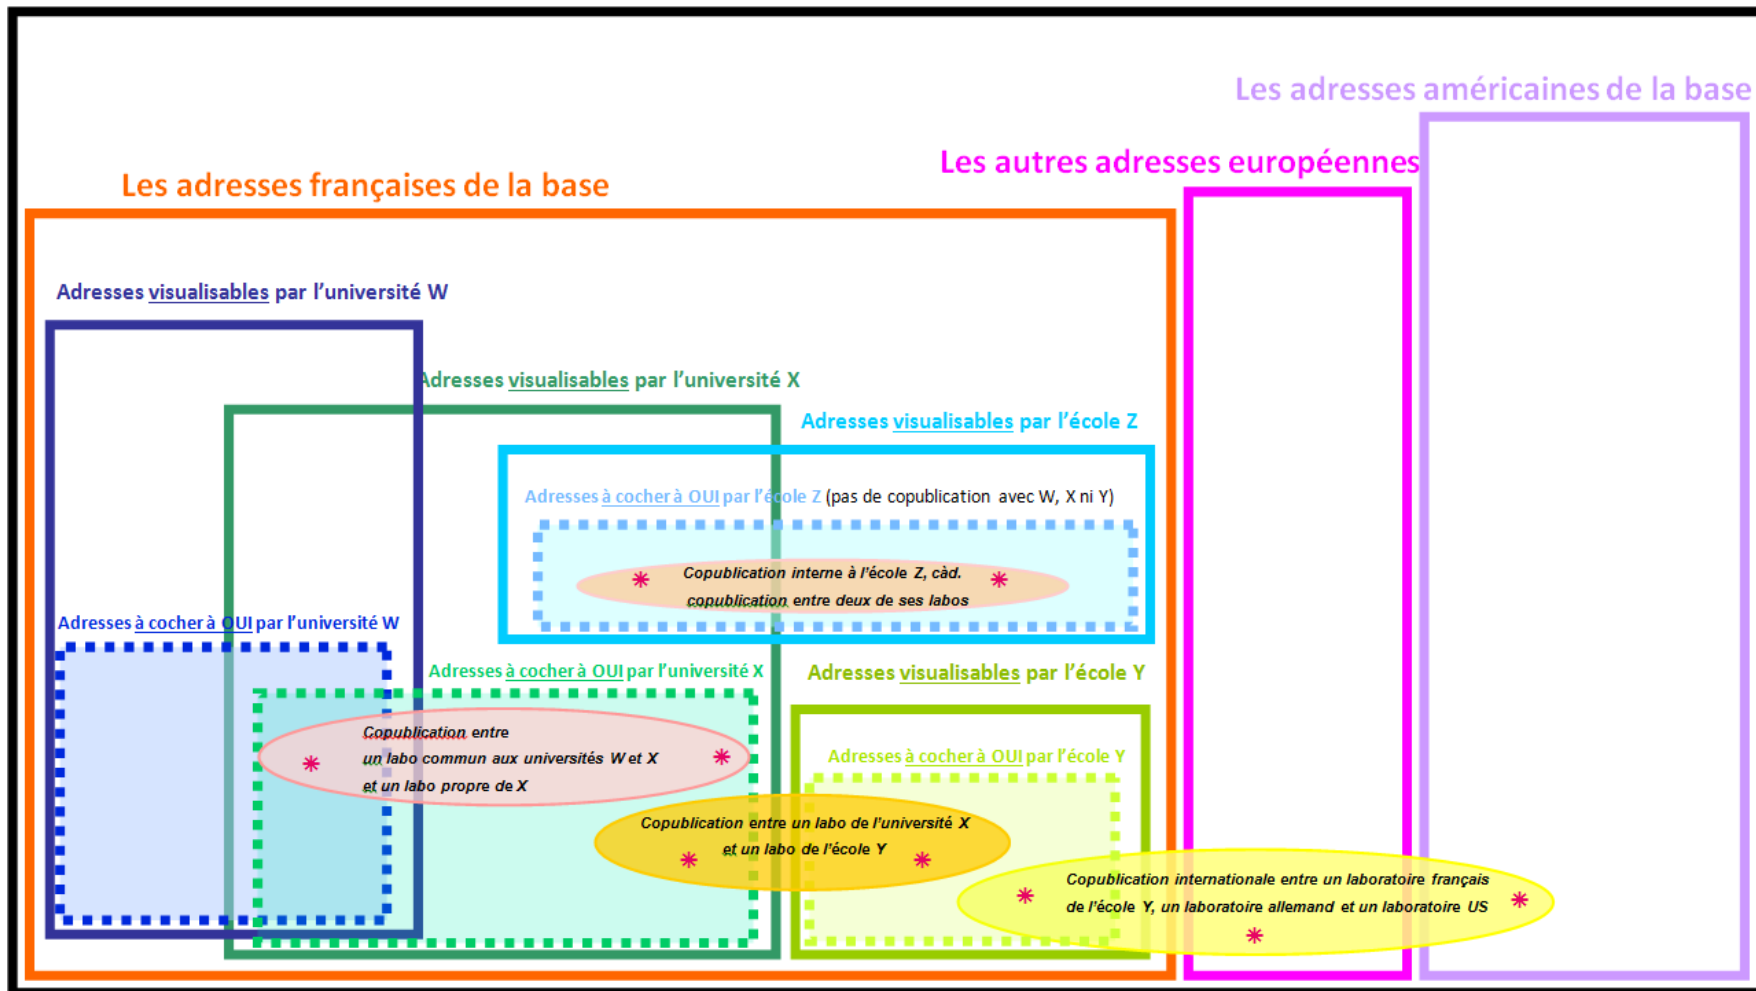 Les adresses américaines de la base
Les autres adresses européennes
Les adresses françaises de la base
Adresses visualisables par l'université W
Adresses visualisables par l'université X
Adresses visualisables par l'école Z
Adresses à cocher à OUI par l'école Z (pas de copublication avec W, X ni Y)
Copublication interne à l'école Z, càd.
copublication entre deux de ses labos
Adresses à cocher à OUI par l'université W
Adresses à cocher à OUI par l'université X
Adresses visualisables par l'école Y
Copublication entre
un labo commun aux universités W et X
et un labo propre de X
Adresses à cocher à OUI par l'école Y
Copublication entre un labo de l'université X
et un labo de l'école Y
Copublication internationale entre un laboratoire français
de l'école Y, un laboratoire allemand et un laboratoire US